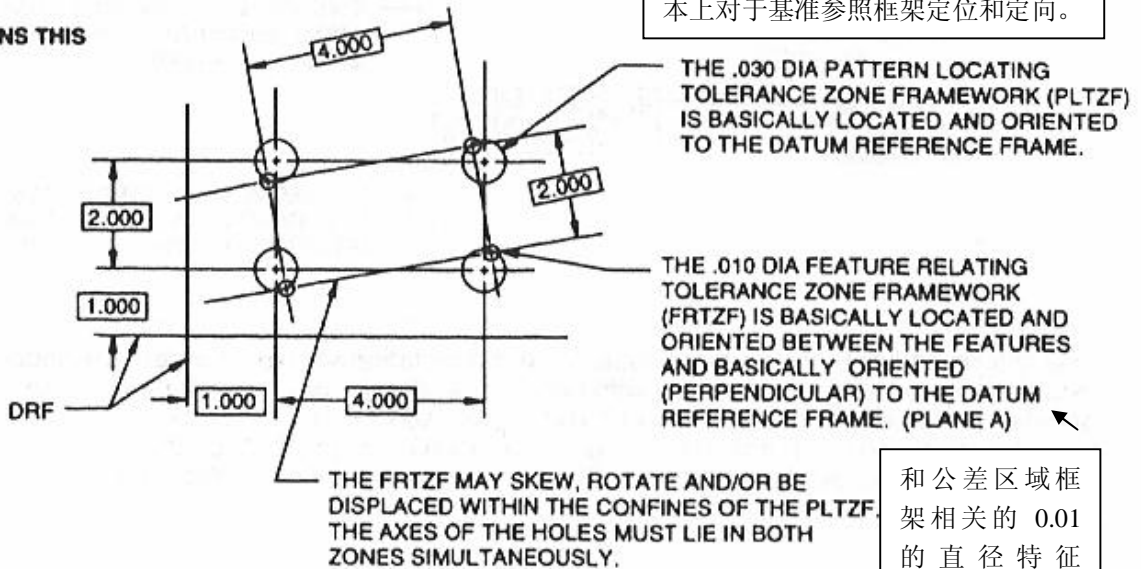 NS THIS
本上对于基准参照框架定位和定向。
4.000
THE .030 DIA PATTERN LOCATING
TOLERANCE ZONE FRAMEWORK (PLTZF)
IS BASICALLY LOCATED AND ORIENTED
TO THE DATUM REFERENCE FRAME.
2.000
2.000
1.000
THE .010 DIA FEATURE RELATING
TOLERANCE ZONE FRAMEWORK
(FRTZF) IS BASICALLY LOCATED AND
ORIENTED BETWEEN THE FEATURES
AND BASICALLY ORIENTED
(PERPENDICULAR) TO THE DATUM
REFERENCE FRAME. (PLANE A)
DRF
1.000
4.000
THE FRTZF MAY SKEW, ROTATE AND/OR BE
DISPLACED WITHIN THE CONFINES OF THE PLTZF.
THE AXES OF THE HOLES MUST LIE IN BOTH
ZONES SIMULTANEOUSLY.
和公差区域框
架相关的 0.01
的直径特征